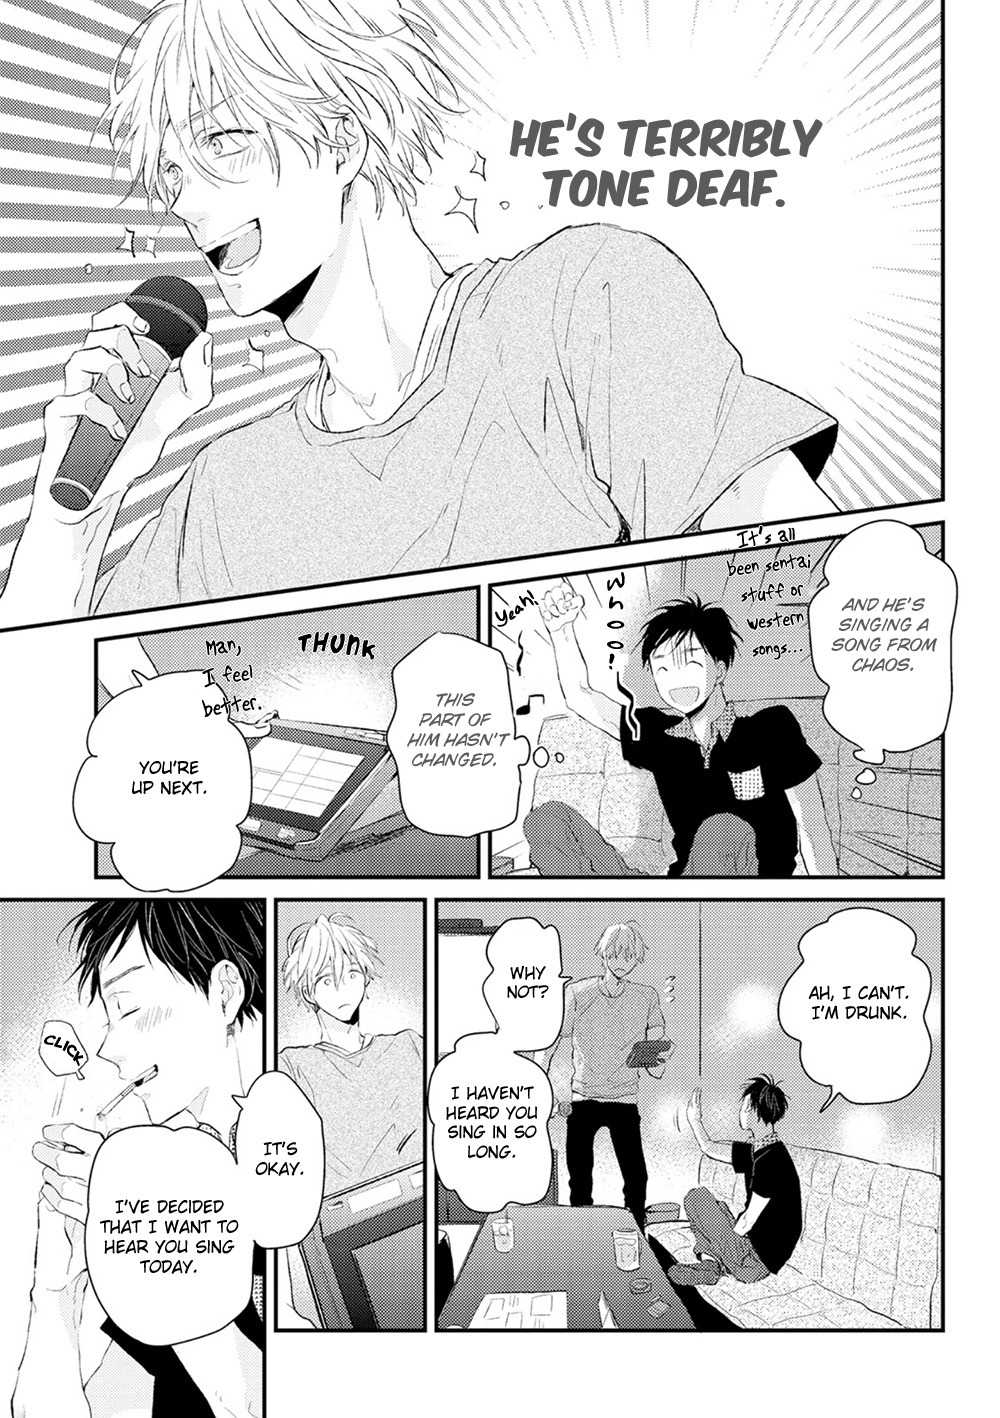 HE'S TERRIBLY
TONE DEAF.
AND HE'S
SINGING A
SONG FROM
CHAOS.
It's all
been sentai
stuff or
western
songs...
Whooo!
Yeah!
THIS
PART OF
HIM HASN'T
CHANGED.
THUNK
Man,
I feel
better.
YOU'RE
UP NEXT.
AH, I CAN'T.
I'M DRUNK.
WHY
NOT?
I HAVEN'T
HEARD YOU
SING IN SO
LONG.
IT'S
OKAY.
CLICK
I'VE DECIDED
THAT I WANT TO
HEAR YOU SING
TODAY.